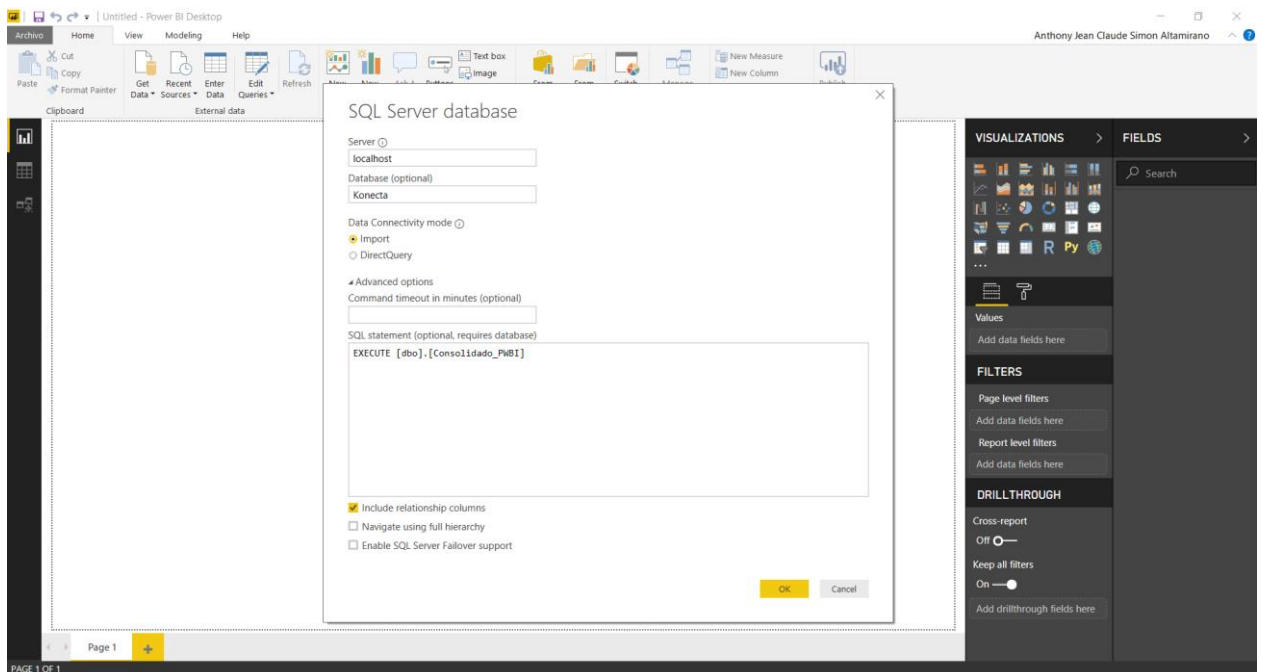 Untitled - Power BI Desktop
Archivo Home View Modeling Help
Anthony Jean Claude Simon Altamirano
Paste
Cut
Copy
Format Painter
Clipboard
Get Data
Recent Sources
Enter Data
Edit Queries
Refresh
External data
Text box
Image
New Measure
New Column
SQL Server database
Server
localhost
Database (optional)
Konecta
Data Connectivity mode
Import
DirectQuery
Advanced options
Command timeout in minutes (optional)
SQL statement (optional, requires database)
EXECUTE [dbo].[Consolidado_PWBI]
Include relationship columns
Navigate using full hierarchy
Enable SQL Server Failover support
OK Cancel
VISUALIZATIONS
R Py
...
Values
Add data fields here
FILTERS
Page level filters
Add data fields here
Report level filters
Add data fields here
DRILLTHROUGH
Cross-report
Off
Keep all filters
On
Add drillthrough fields here
FIELDS
Search
Page 1
PAGE 1 OF 1